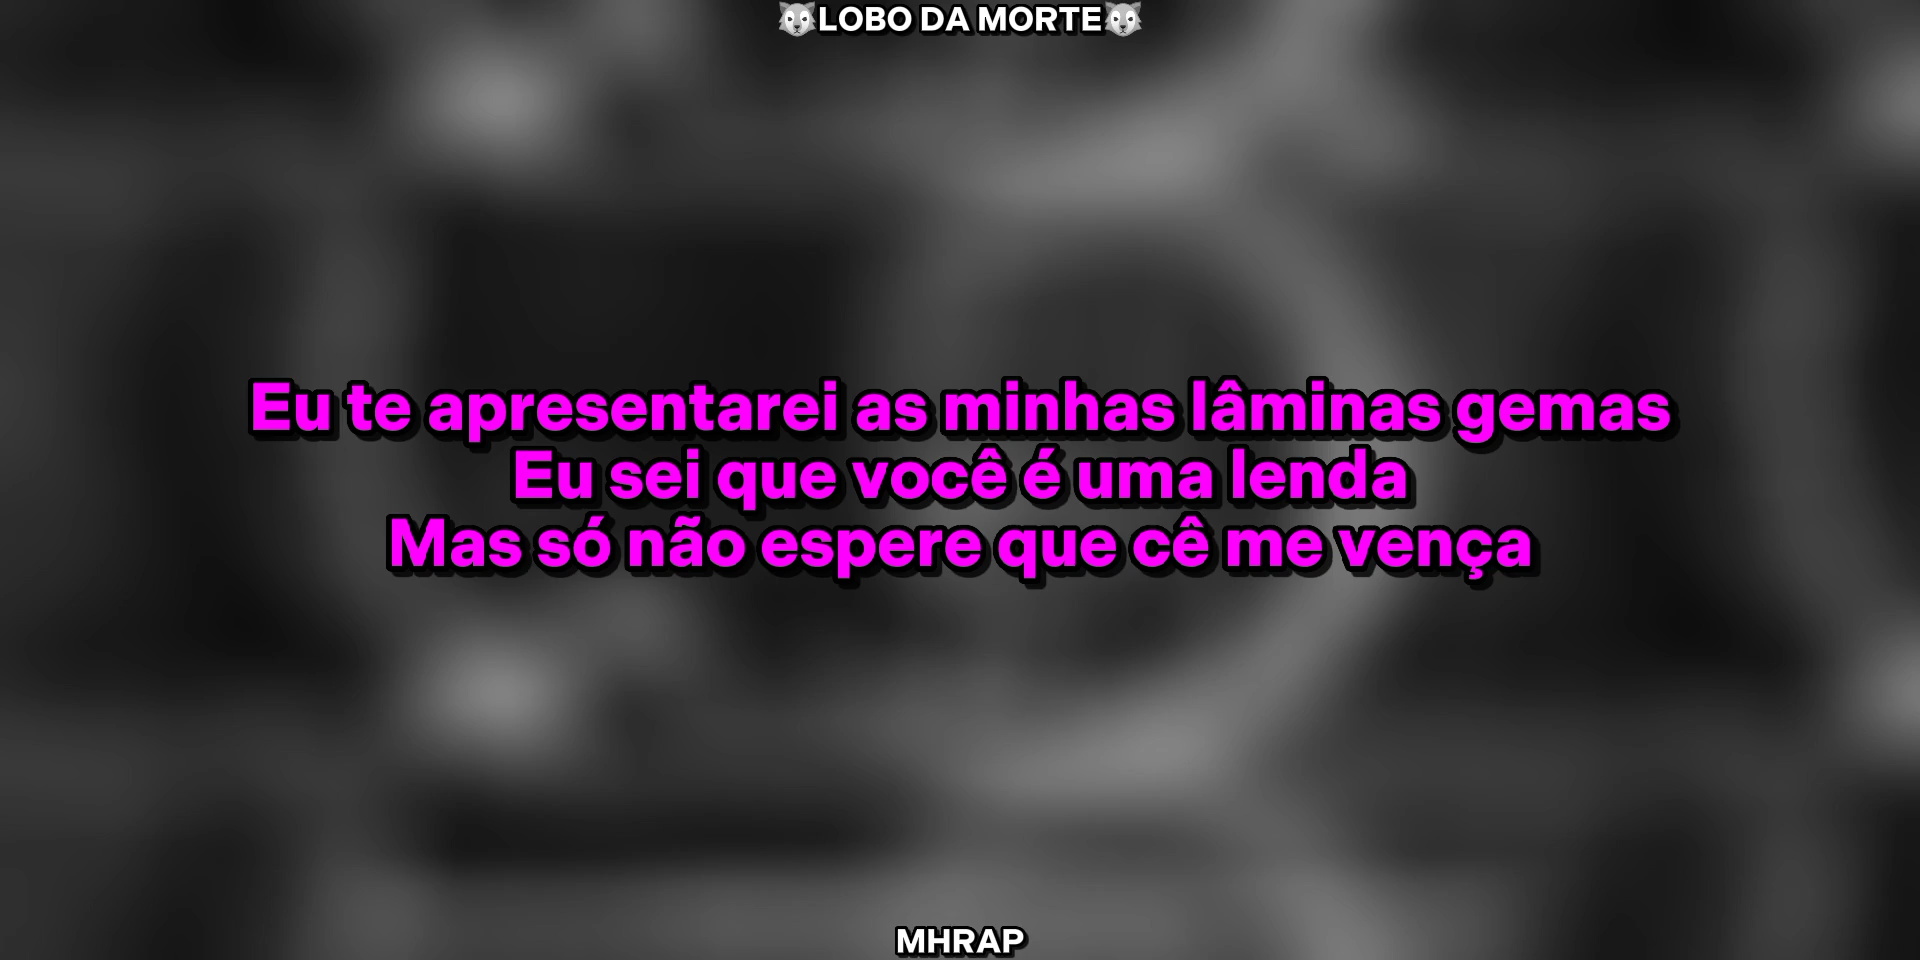 🐺LOBO DA MORTE🐺
Eu te apresentarei as minhas lâminas gemas
Eu sei que você é uma lenda
Mas só não espere que cê me vença
MHRAP